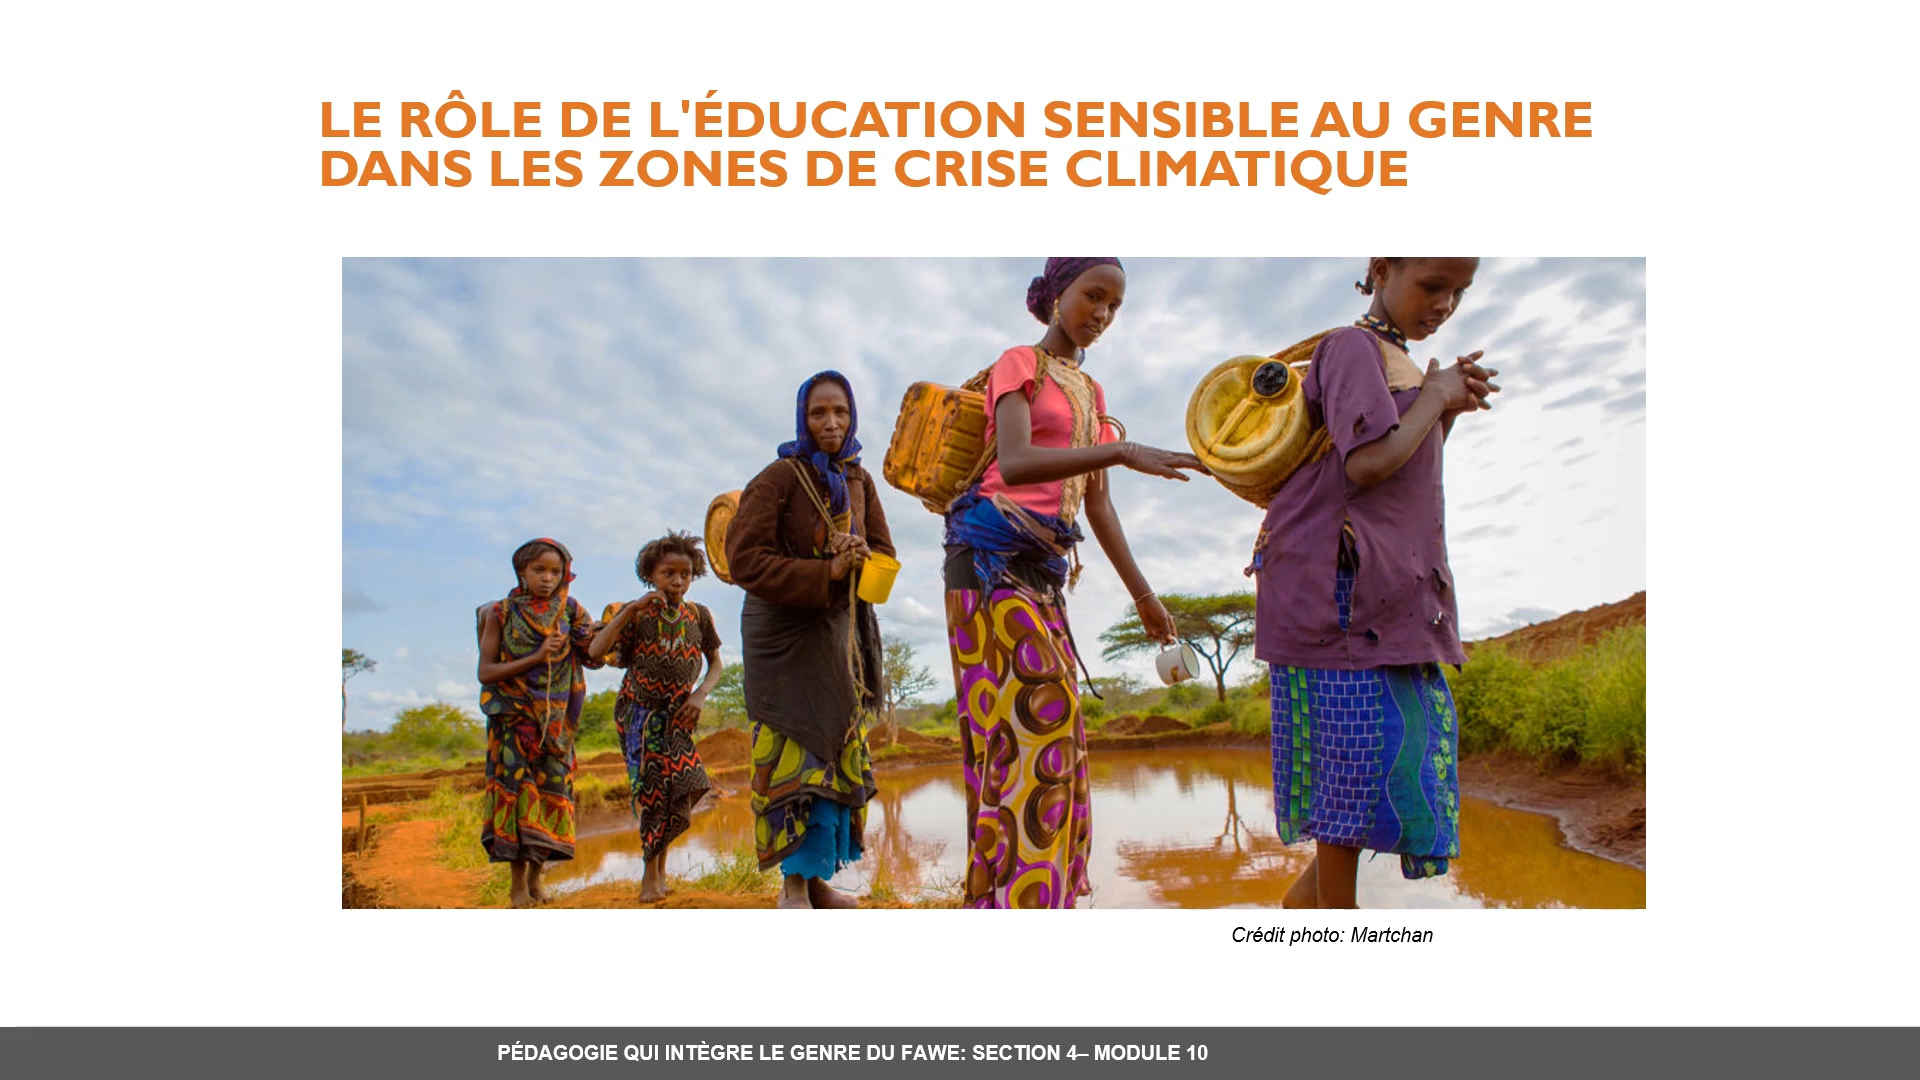 LE RÔLE DE L'ÉDUCATION SENSIBLE AU GENRE
DANS LES ZONES DE CRISE CLIMATIQUE
Crédit photo: Martchan
PÉDAGOGIE QUI INTÈGRE LE GENRE DU FAWE: SECTION 4– MODULE 10